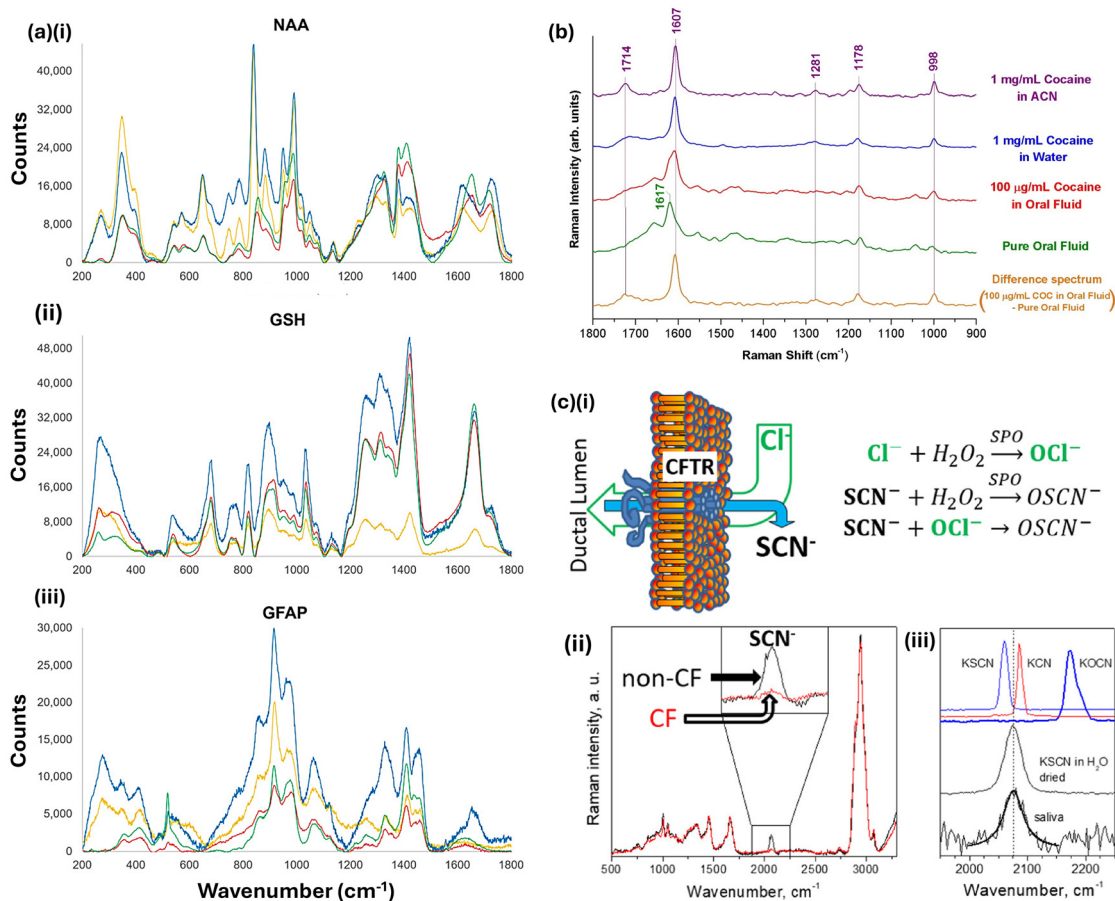 (a)(i)
NAA
Counts
40,000
32,000
24,000
16,000
8,000
0
200 400 600 800 1000 1200 1400 1600 1800
(ii)
GSH
Counts
48,000
40,000
32,000
24,000
16,000
8,000
0
200 400 600 800 1000 1200 1400 1600 1800
(iii)
GFAP
Counts
30,000
25,000
20,000
15,000
10,000
5,000
0
200 400 600 800 1000 1200 1400 1600 1800
Wavenumber (cm⁻¹)
(b)
Raman Intensity (arb. units)
1714
1607
1281
1178
998
1617
1 mg/mL Cocaine
in ACN
1 mg/mL Cocaine
in Water
100 µg/mL Cocaine
in Oral Fluid
Pure Oral Fluid
Difference spectrum
(100 µg/mL COC in Oral Fluid
- Pure Oral Fluid)
1800 1700 1600 1500 1400 1300 1200 1100 1000 900
Raman Shift (cm⁻¹)
(c)(i)
Ductal Lumen
CFTR
Cl⁻
SCN⁻
Cl⁻ + H₂O₂ SPO → OCl⁻
SCN⁻ + H₂O₂ SPO → OSCN⁻
SCN⁻ + OCl⁻ → OSCN⁻
(ii)
Raman intensity, a. u.
SCN⁻
non-CF
CF
500 1000 1500 2000 2500 3000
Wavenumber, cm⁻¹
(iii)
KSCN
KCN
KOCN
KSCN in H₂O
dried
saliva
2000 2050 2100 2150 2200
Wavenumber, cm⁻¹